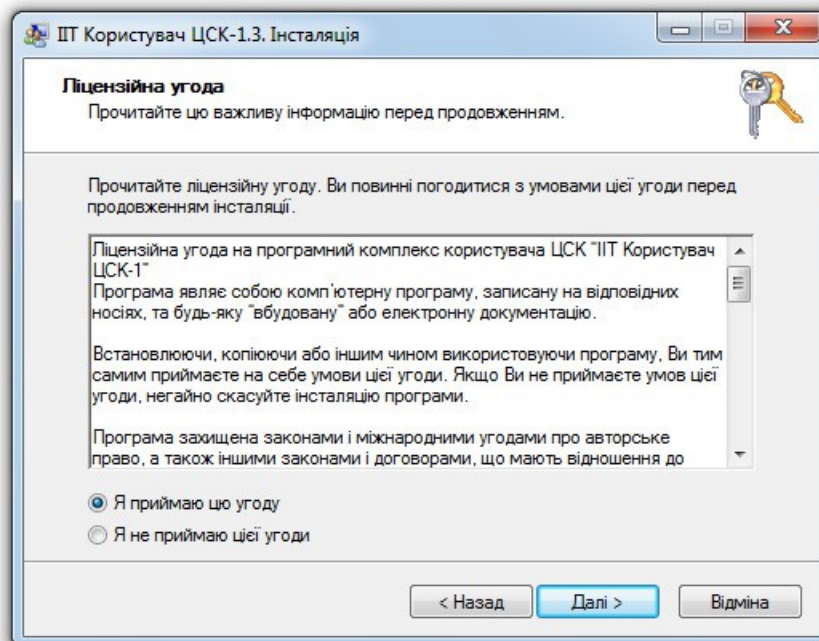 ІІТ Користувач ЦСК-1.3. Інсталяція
Ліцензійна угода
Прочитайте цю важливу інформацію перед продовженням.
Прочитайте ліцензійну угоду. Ви повинні погодитися з умовами цієї угоди перед
продовженням інсталяції.
Ліцензійна угода на програмний комплекс користувача ЦСК "ІІТ Користувач
ЦСК-1"
Програма являє собою комп'ютерну програму, записану на відповідних
носіях, та будь-яку "вбудовану" або електронну документацію.
Встановлюючи, копіюючи або іншим чином використовуючи програму, Ви тим
самим приймаєте на себе умови цієї угоди. Якщо Ви не приймаєте умов цієї
угоди, негайно скасуйте інсталяцію програми.
Програма захищена законами і міжнародними угодами про авторське
право, а також іншими законами і договорами, що мають відношення до
Я приймаю цю угоду
Я не приймаю цієї угоди
< Назад Далі > Відміна